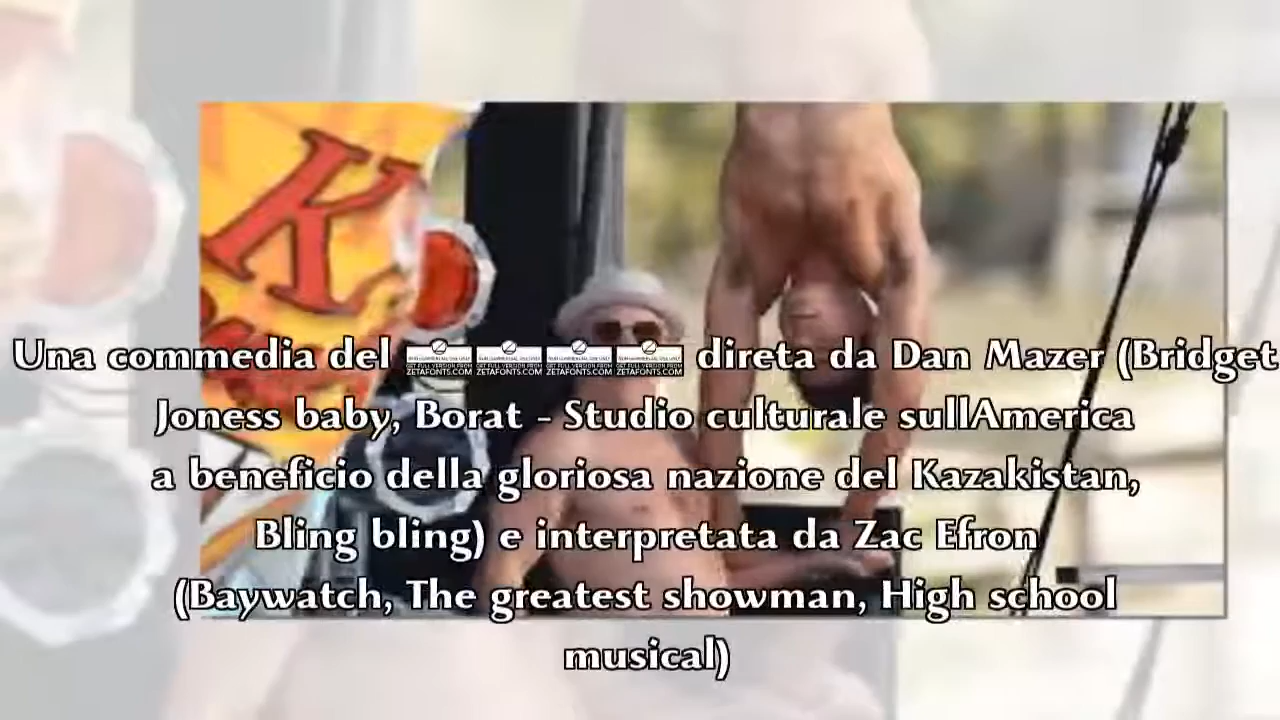 K
Una commedia del direta da Dan Mazer (Bridget
Joness baby, Borat - Studio culturale sullAmerica
a beneficio della gloriosa nazione del Kazakistan,
Bling bling) e interpretata da Zac Efron
(Baywatch, The greatest showman, High school
musical)